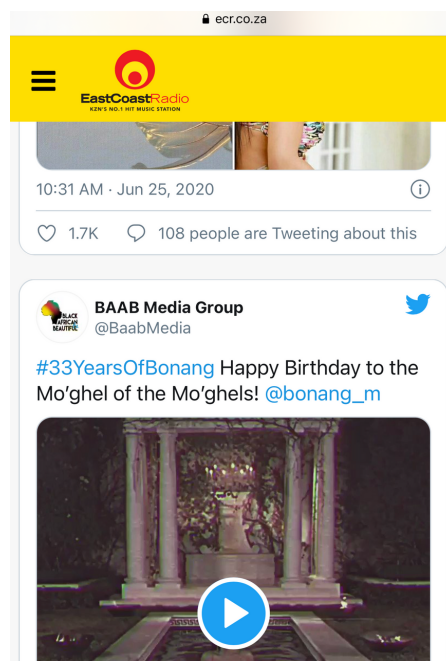 ecr.co.za
EastCoastRadio
KZN'S NO.1 HIT MUSIC STATION
10:31 AM · Jun 25, 2020
1.7K 108 people are Tweeting about this
BLACK
AFRICAN
BEAUTIFUL
BAAB Media Group
@BaabMedia
#33YearsOfBonang Happy Birthday to the
Mo'ghel of the Mo'ghels! @bonang_m